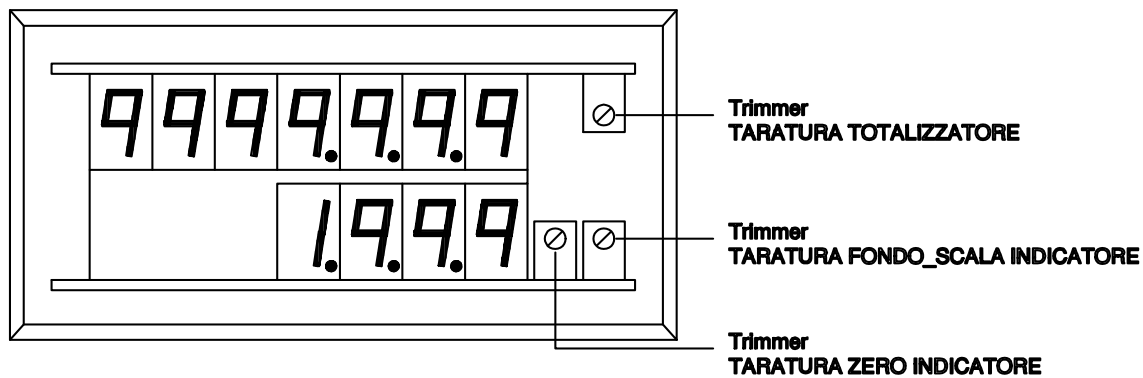 9999.9.9.9
Trimmer
TARATURA TOTALIZZATORE
1.9.9.9
Trimmer
TARATURA FONDO_SCALA INDICATORE
Trimmer
TARATURA ZERO INDICATORE